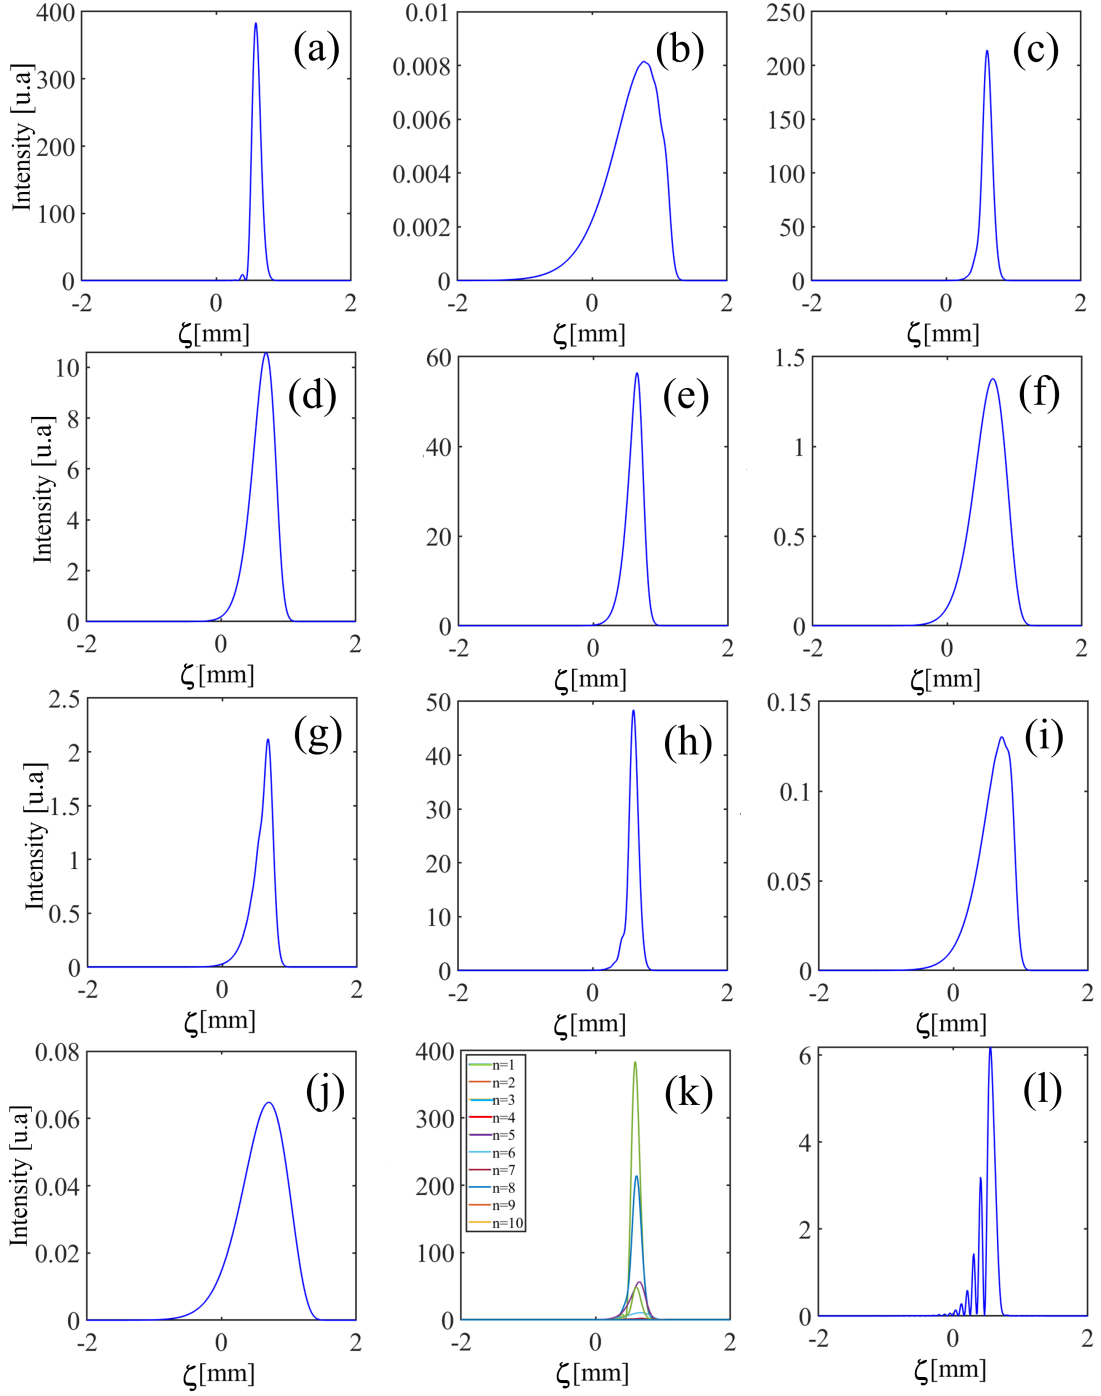 400
300
200
100
0
-2 0 2
ζ[mm]
Intensity [u.a]
(a)
0.01
0.008
0.006
0.004
0.002
0
-2 0 2
ζ[mm]
(b)
250
200
150
100
50
0
-2 0 2
ζ[mm]
(c)
10
8
6
4
2
0
-2 0 2
ζ[mm]
Intensity [u.a]
(d)
60
40
20
0
-2 0 2
ζ[mm]
(e)
1.5
1
0.5
0
-2 0 2
ζ[mm]
(f)
2.5
2
1.5
1
0.5
0
-2 0 2
ζ[mm]
Intensity [u.a]
(g)
50
40
30
20
10
0
-2 0 2
ζ[mm]
(h)
0.15
0.1
0.05
0
-2 0 2
ζ[mm]
(i)
0.08
0.06
0.04
0.02
0
-2 0 2
ζ[mm]
Intensity [u.a]
(j)
400
300
200
100
0
-2 0 2
ζ[mm]
n=1
n=2
n=3
n=4
n=5
n=6
n=7
n=8
n=9
n=10
(k)
6
4
2
0
-2 0 2
ζ[mm]
(l)